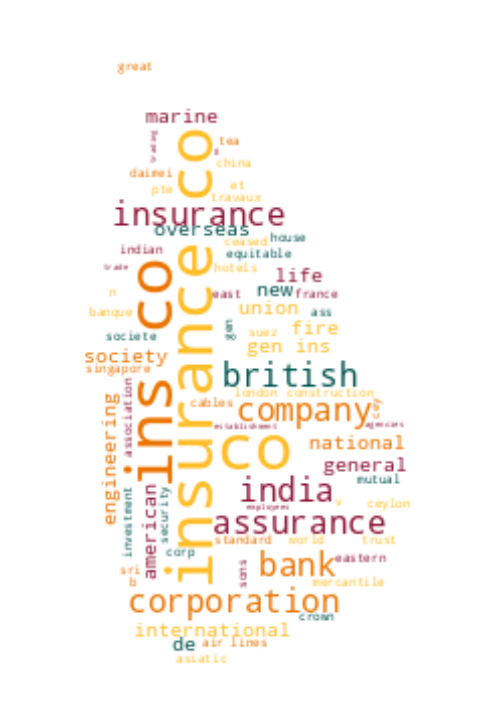 great
marine
tea
china
daimei
pte
et
travaux
insurance
overseas
house
ceased
equitable
indian
trade
hotels
life
insurance co
ins co
n
east
new
france
banque
union
ass
societe
suez
fire
gen
gen ins
society
singapore
british
london
construction
cables
company
cey
establishment
agencies
association
co
national
general
engineering
mutual
india
employees
v
ceylon
investment
american
security
assurance
standard
world
trust
corp
bank
eastern
sri
b
sons
mercantile
corporation
crown
international
de
air lines
asiatic